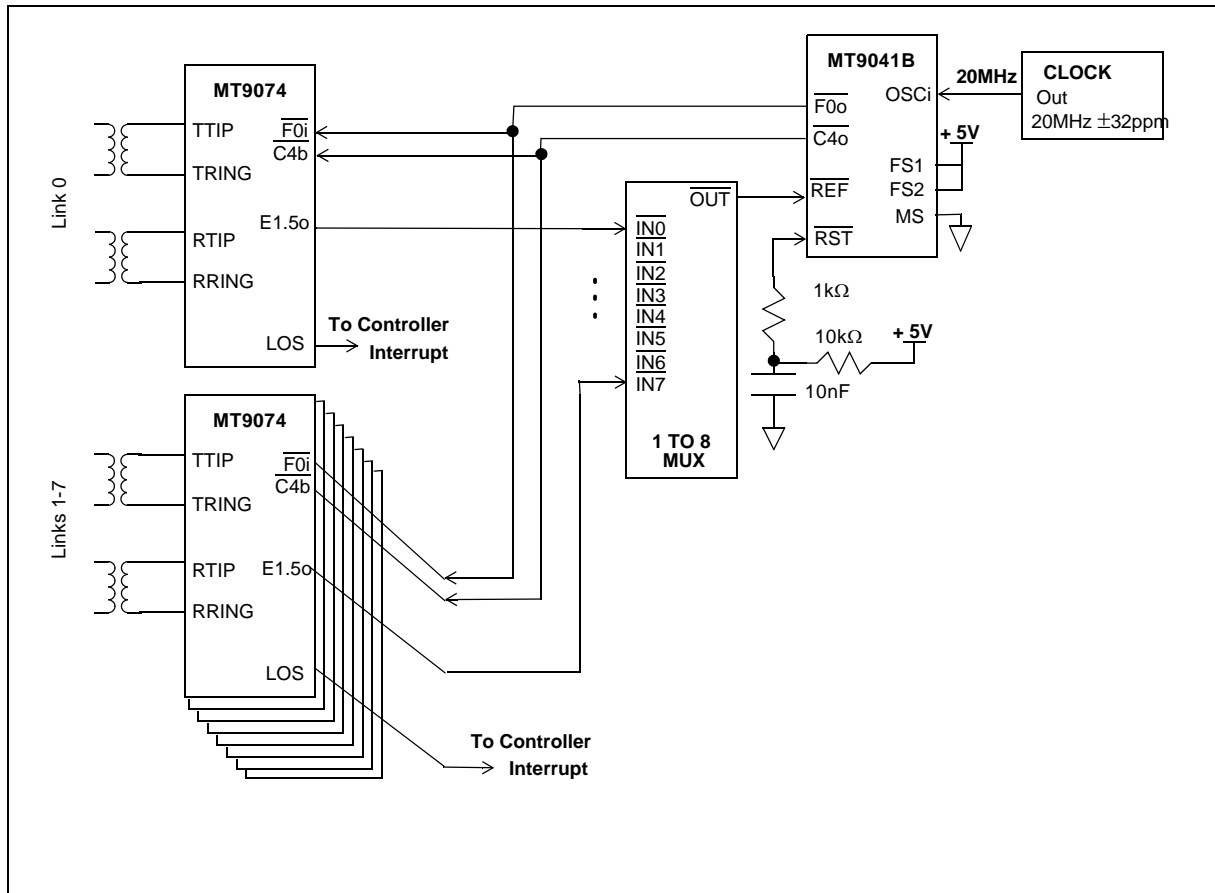 MT9074
TTIP
F0i
C4b
TRING
E1.5o
RTIP
RRING
LOS
Link 0
To Controller
Interrupt
MT9041B
F0o
OSCi
C4o
FS1
FS2
REF
MS
RST
20MHz
CLOCK
Out
20MHz ±32ppm
+ 5V
OUT
IN0
IN1
IN2
IN3
IN4
IN5
IN6
IN7
1 TO 8
MUX
1kΩ
10kΩ
+ 5V
10nF
MT9074
TTIP
F0i
C4b
TRING
RTIP
E1.5o
RRING
LOS
Links 1-7
To Controller
Interrupt